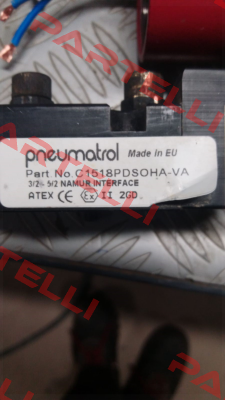 PARTELLI
pneumatrol Made in EU
Part No. C1518PDSOHA-VA
3/2 - 5/2 NAMUR INTERFACE
ATEX CE Ex II 2GD
PARTELLI